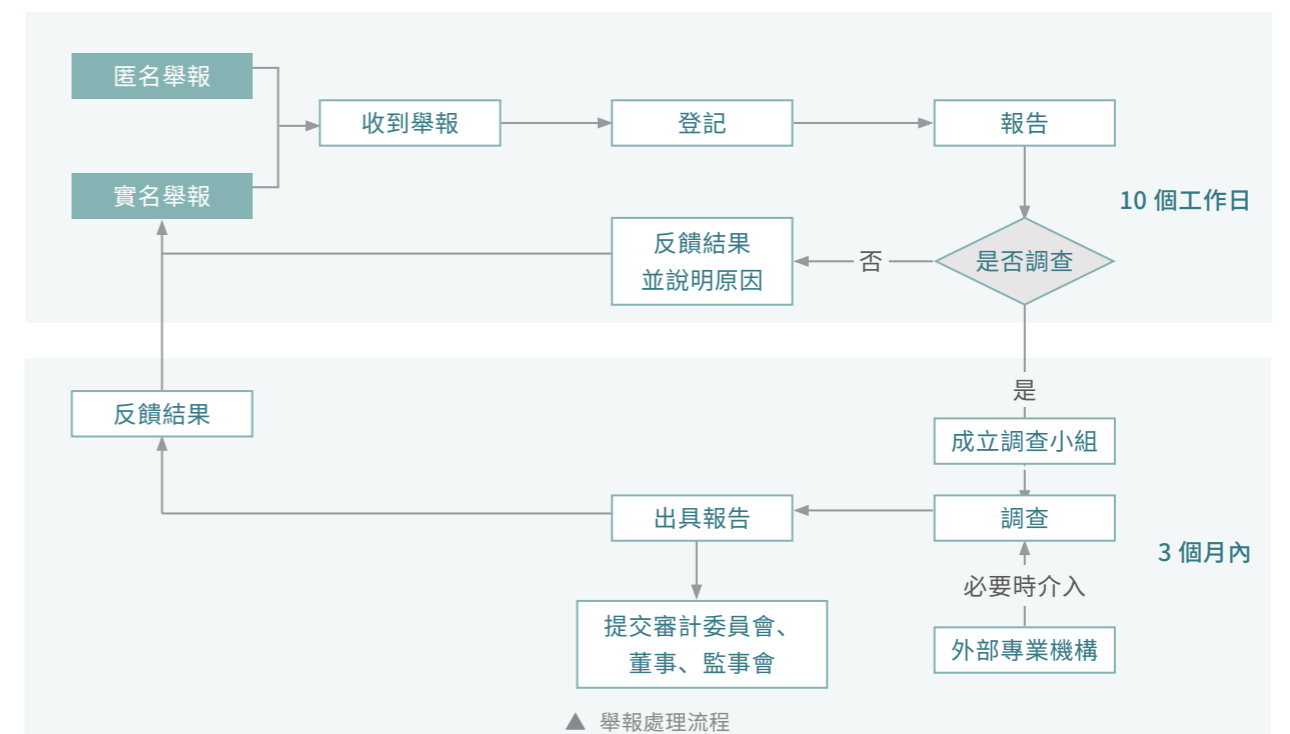 匿名舉報
收到舉報
登記
報告
實名舉報
10 個工作日
反饋結果
並說明原因
否
是否調查
是
反饋結果
成立調查小組
出具報告
調查
3 個月內
必要時介入
提交審計委員會、
董事、監事會
外部專業機構
▲ 舉報處理流程